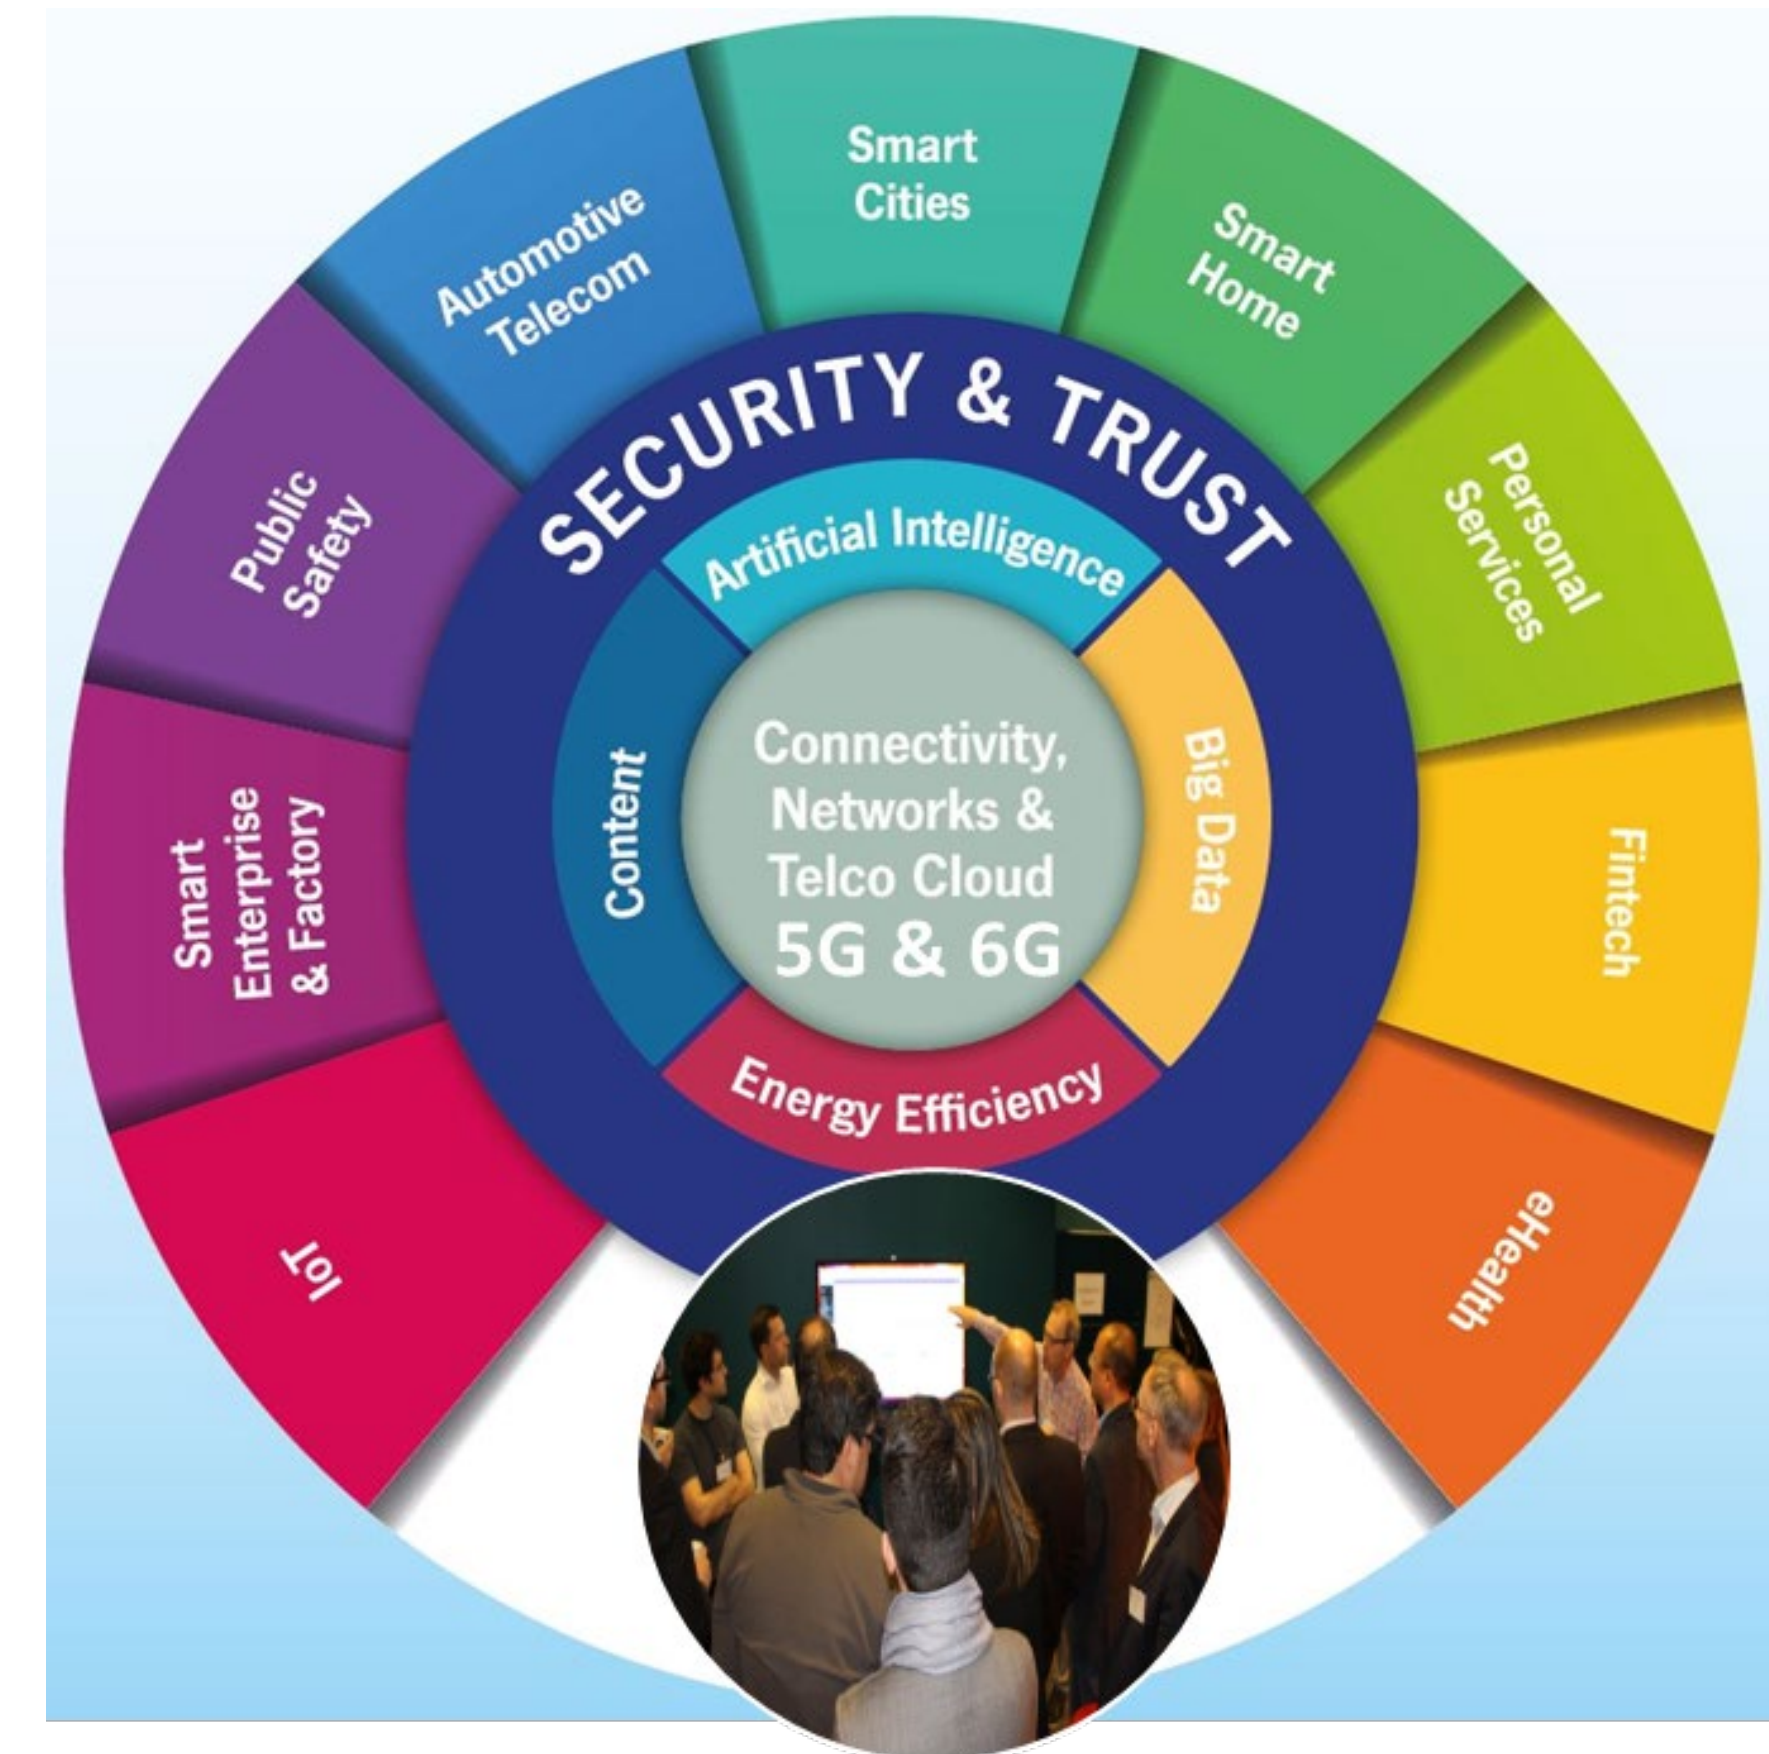 Smart
Cities
Smart
Home
Personal
Services
Fintech
eHealth
IoT
Smart
Enterprise
& Factory
Public
Safety
Automotive
Telecom
SECURITY & TRUST
Artificial Intelligence
Big Data
Energy Efficiency
Content
Connectivity,
Networks &
Telco Cloud
5G & 6G